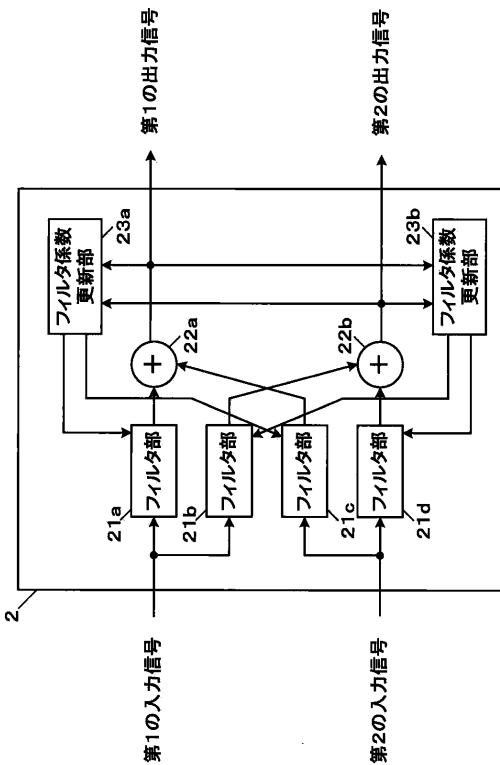 2
第1の入力信号
第2の入力信号
21a
フィルタ部
21b
フィルタ部
フィルタ部
21c
フィルタ部
21d
+
22a
+
22b
フィルタ係数
更新部
23a
23b
フィルタ係数
更新部
第1の出力信号
第2の出力信号